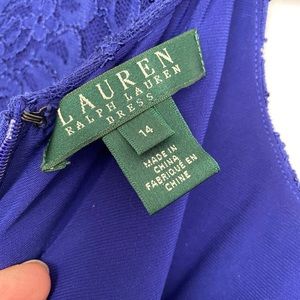 LAUREN
RALPH LAUREN
DRESS
14
MADE IN
CHINA
FABRIQUÉ EN
CHINE